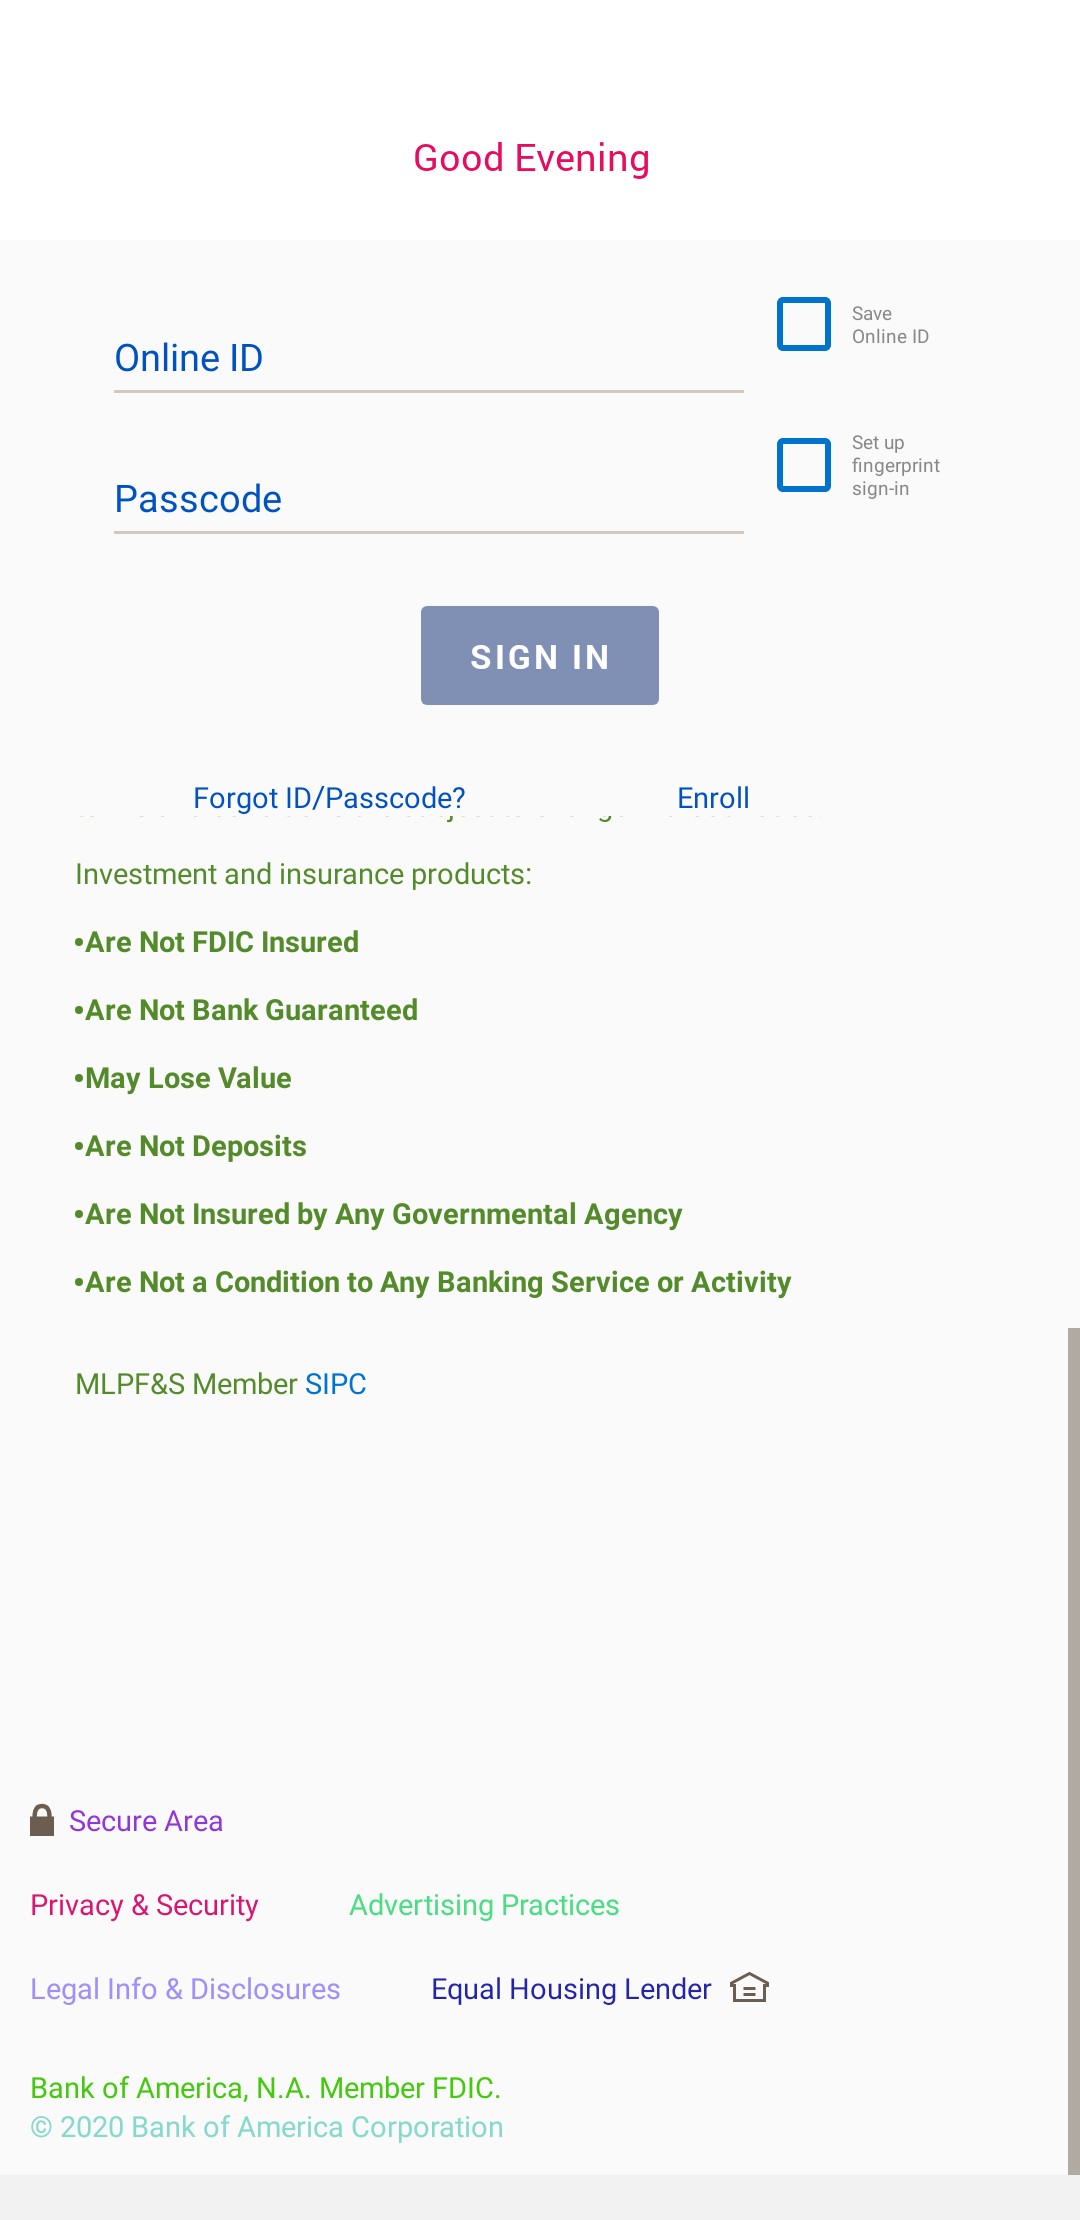 Good Evening
Online ID
Save
Online ID
Passcode
Set up
fingerprint
sign-in
SIGN IN
Forgot ID/Passcode? Enroll
Investment and insurance products:
•Are Not FDIC Insured
•Are Not Bank Guaranteed
•May Lose Value
•Are Not Deposits
•Are Not Insured by Any Governmental Agency
•Are Not a Condition to Any Banking Service or Activity
MLPF&S Member SIPC
Secure Area
Privacy & Security Advertising Practices
Legal Info & Disclosures Equal Housing Lender
Bank of America, N.A. Member FDIC.
© 2020 Bank of America Corporation